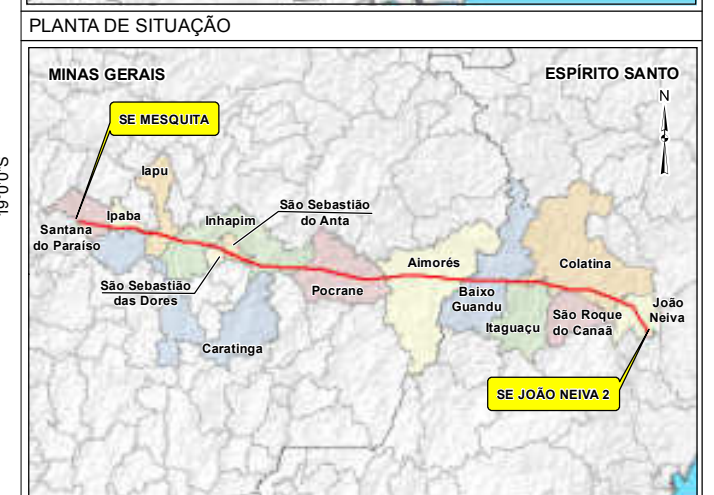 PLANTA DE SITUAÇÃO
MINAS GERAIS
ESPÍRITO SANTO
N
SE MESQUITA
19°0'0"S
Iapu
São Sebastião
do Anta
Ipaba
Inhapim
Santana
do Paraíso
Aimorés
Colatina
São Sebastião
das Dores
Pocrane
Baixo
Guandu
João
Neiva
Itaguaçu
São Roque
do Canaã
Caratinga
SE JOÃO NEIVA 2